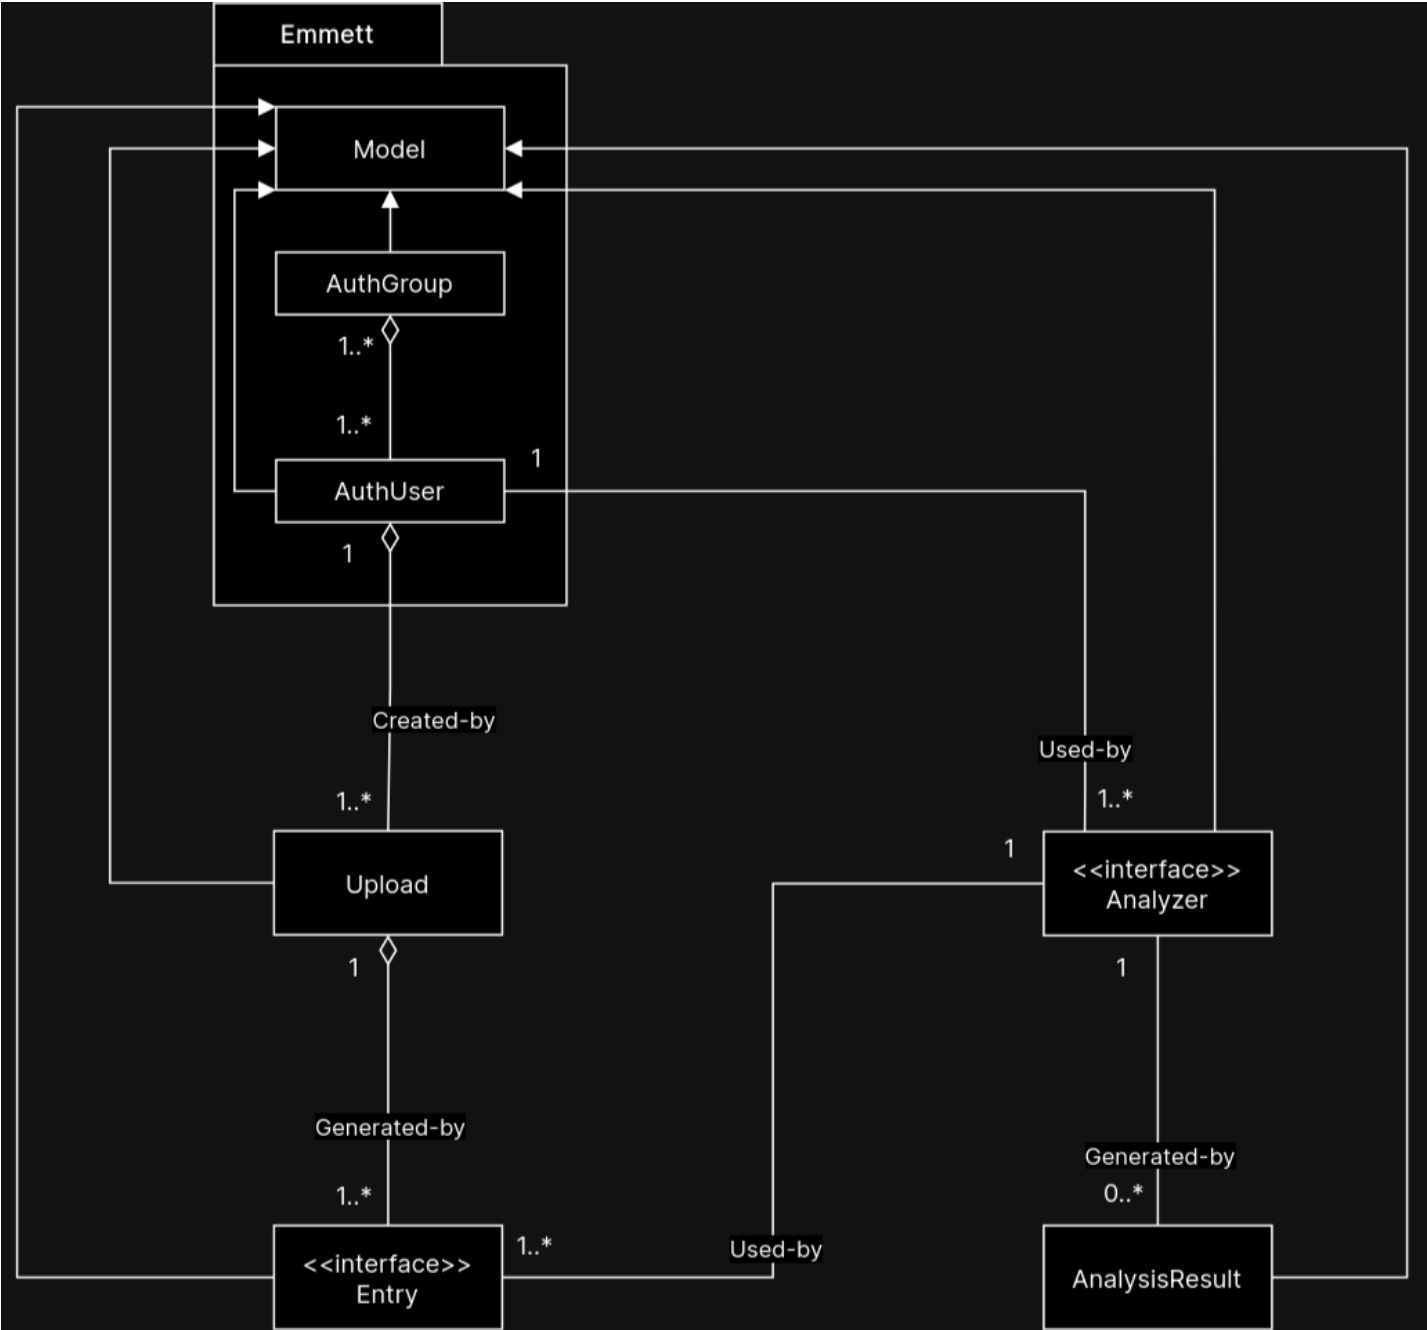 Emmett
Model
AuthGroup
1..*
1..*
1
AuthUser
1
Created-by
Used-by
1..*
1..*
1
Upload
<<interface>>
Analyzer
1
1
Generated-by
Generated-by
1..*
0..*
1..*
Used-by
<<interface>>
Entry
AnalysisResult